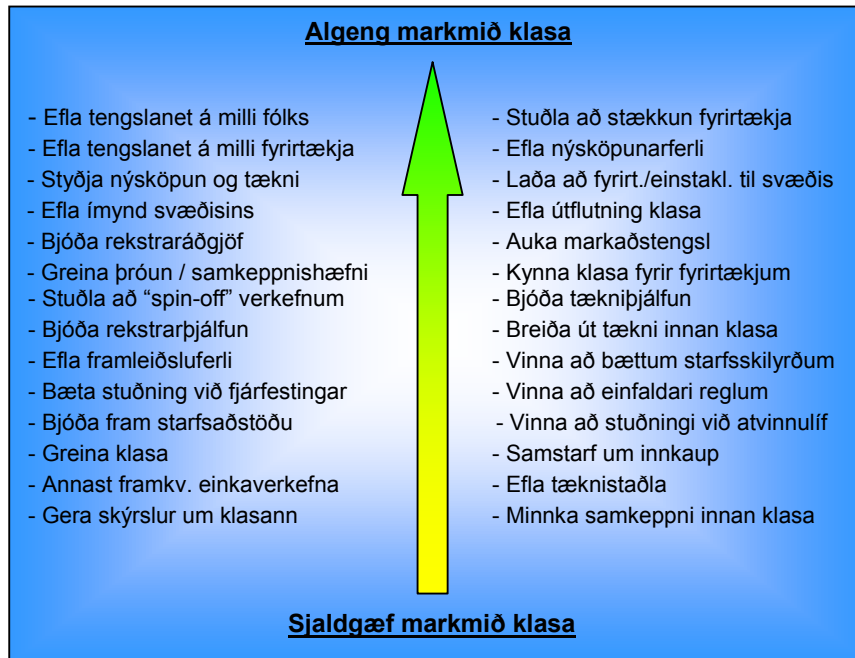 Algeng markmið klasa
- Efla tengslanet á milli fólks
- Efla tengslanet á milli fyrirtækja
- Styðja nýsköpun og tækni
- Efla ímynd svæðisins
- Bjóða rekstraráðgjöf
- Greina þróun / samkeppnishæfni
- Stuðla að “spin-off” verkefnum
- Bjóða rekstrarþjálfun
- Efla framleiðsluferli
- Bæta stuðning við fjárfestingar
- Bjóða fram starfsaðstöðu
- Greina klasa
- Annast framkv. einkaverkefna
- Gera skýrslur um klasann
- Stuðla að stækkun fyrirtækja
- Efla nýsköpunarferli
- Laða að fyrirt./einstakl. til svæðis
- Efla útflutning klasa
- Auka markaðstengsl
- Kynna klasa fyrir fyrirtækjum
- Bjóða tækniþjálfun
- Breiða út tækni innan klasa
- Vinna að bættum starfsskilyrðum
- Vinna að einfaldari reglum
- Vinna að stuðningi við atvinnulíf
- Samstarf um innkaup
- Efla tæknistaðla
- Minnka samkeppni innan klasa
Sjaldgæf markmið klasa